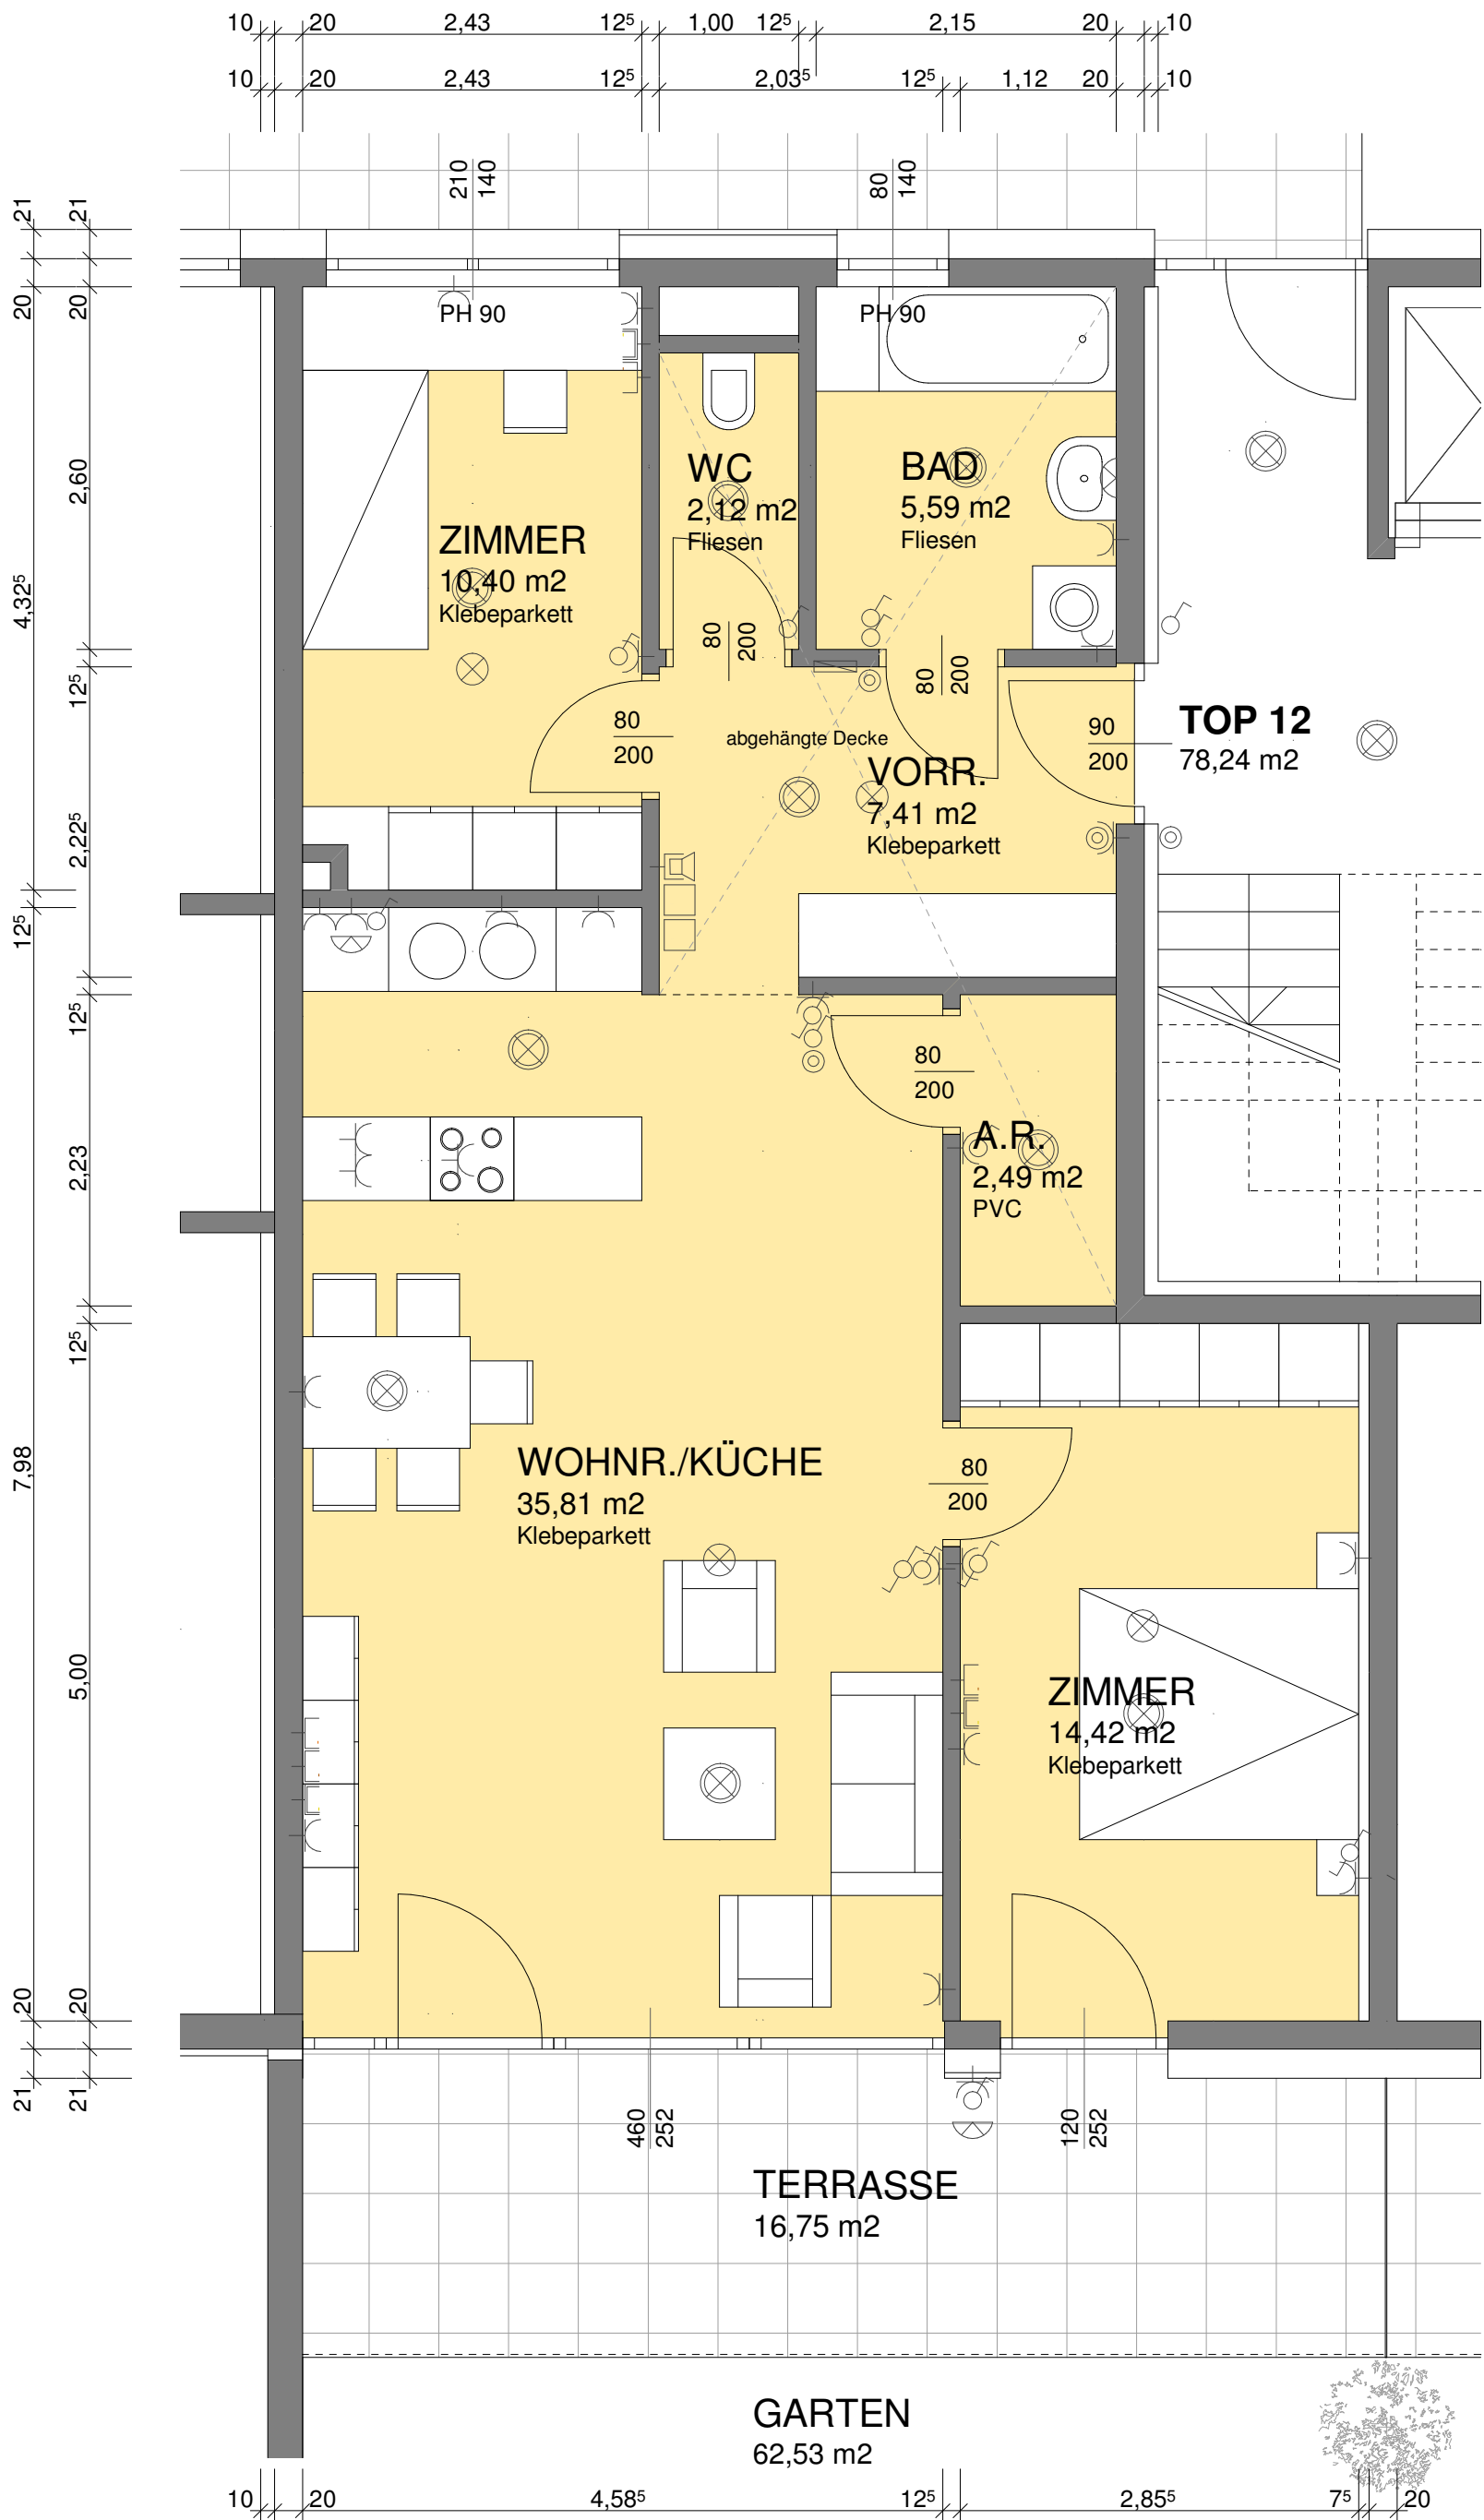 10 20 2,43 12⁵ 1,00 12⁵ 2,15 20 10
10 20 2,43 12⁵ 2,03⁵ 12⁵ 1,12 20 10
210
140
80
140
21 21
20 20
PH 90
PH 90
2,60
4,32⁵
WC
2,12 m2
Fliesen
BAD
5,59 m2
Fliesen
ZIMMER
10,40 m2
Klebeparkett
80
200
80
200
12⁵
80
200
abgehängte Decke
90
200
TOP 12
78,24 m2
VORR.
7,41 m2
Klebeparkett
2,22⁵
12⁵
12⁵
80
200
A.R.
2,49 m2
PVC
2,23
12⁵
7,98
WOHNR./KÜCHE
35,81 m2
Klebeparkett
80
200
5,00
ZIMMER
14,42 m2
Klebeparkett
20 20
21 21
460
252
120
252
TERRASSE
16,75 m2
GARTEN
62,53 m2
10 20 4,58⁵ 12⁵ 2,85⁵ 7⁵ 20